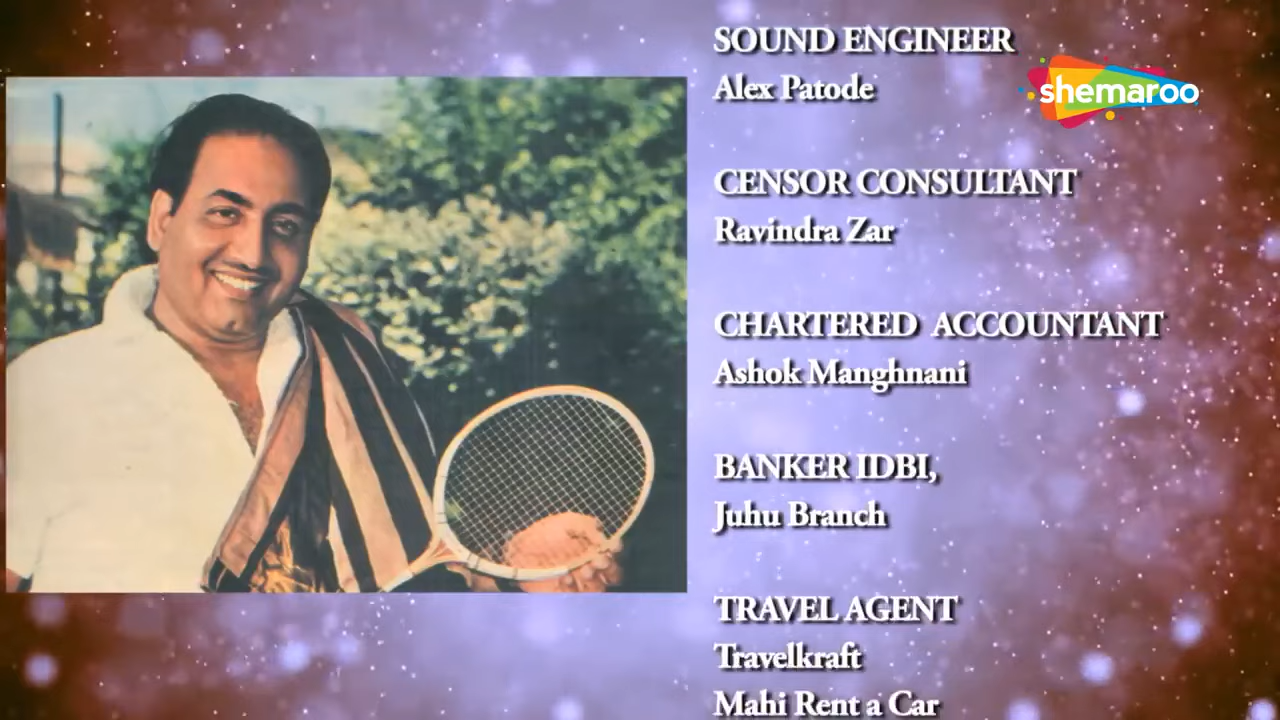 SOUND ENGINEER
Alex Patode
shemaroo
CENSOR CONSULTANT
Ravindra Zar
CHARTERED ACCOUNTANT
Ashok Manghnani
BANKER IDBI,
Juhu Branch
TRAVEL AGENT
Travelkraft
Mahi Rent a Car